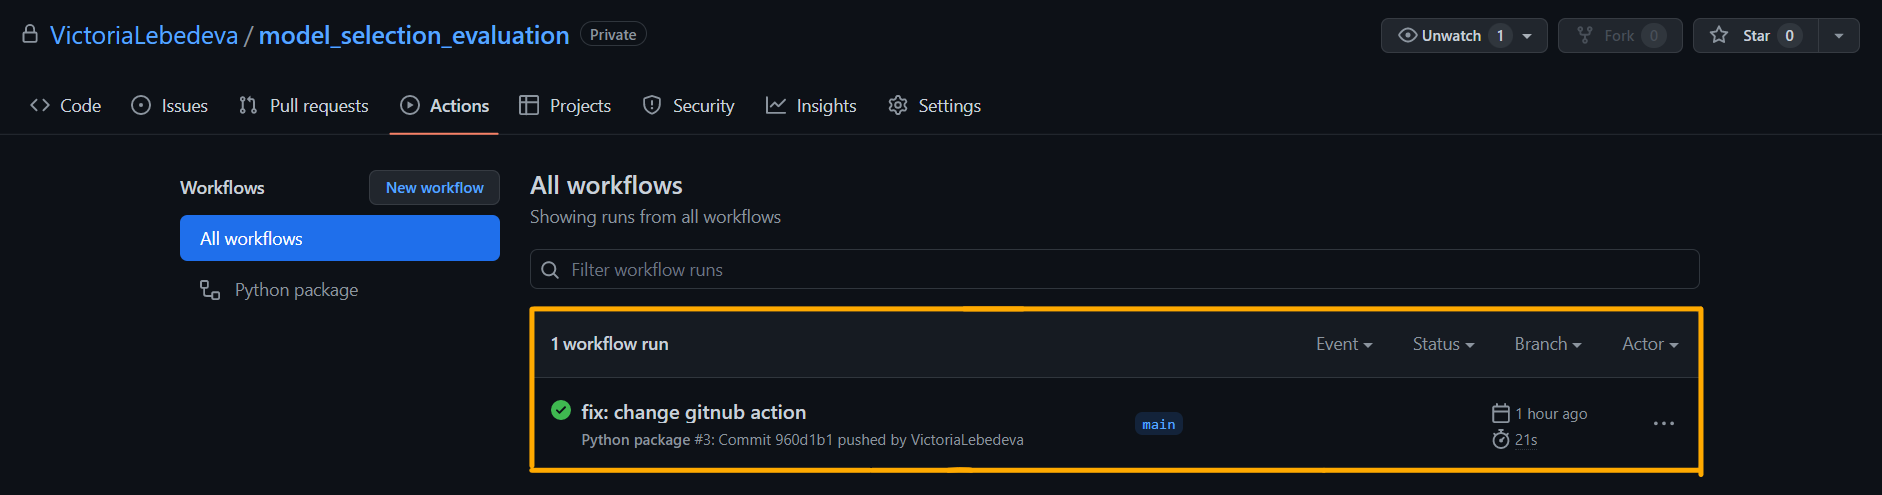 VictoriaLebedeva / model_selection_evaluation Private
Unwatch 1 Fork 0 Star 0
Code Issues Pull requests Actions Projects Security Insights Settings
Workflows New workflow
All workflows
Python package
All workflows
Showing runs from all workflows
Filter workflow runs
1 workflow run Event Status Branch Actor
fix: change gitnub action
Python package #3: Commit 960d1b1 pushed by VictoriaLebedeva
main
1 hour ago
21s